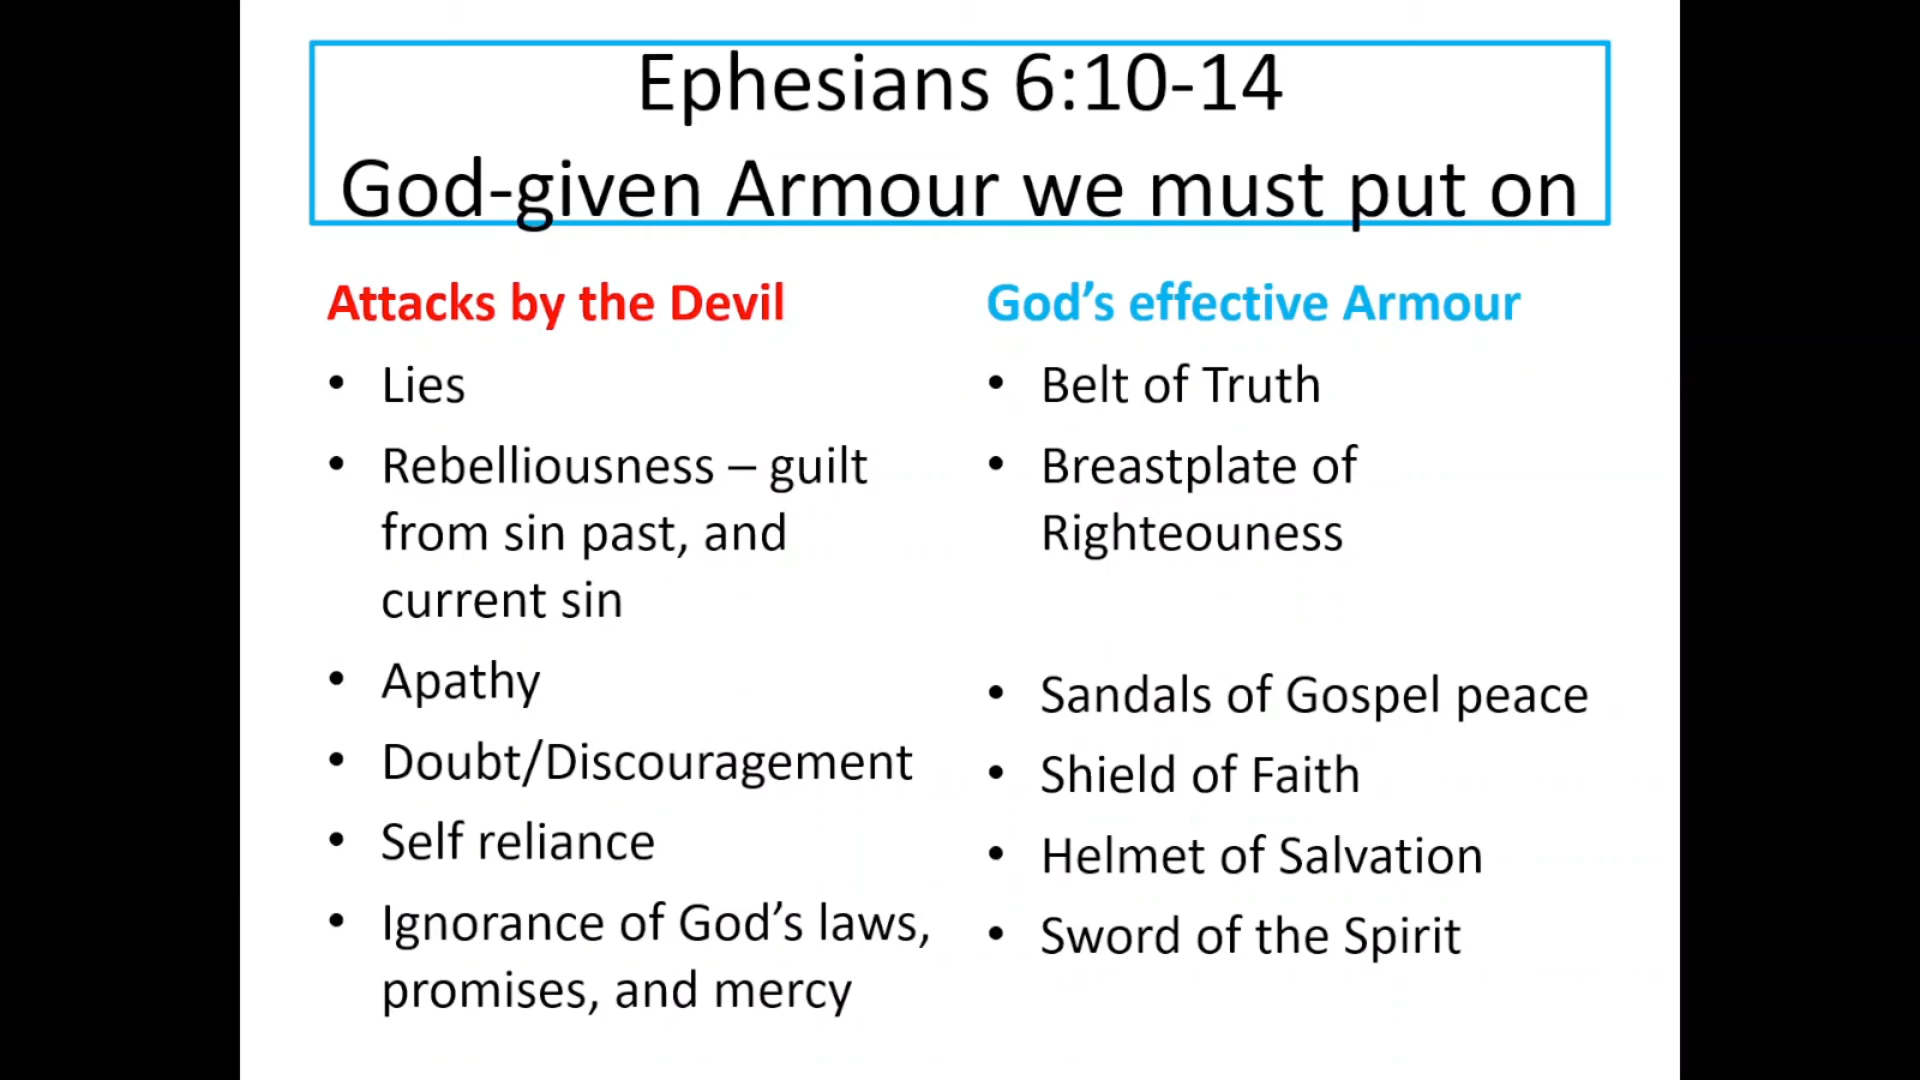 Ephesians 6:10-14
God-given Armour we must put on
Attacks by the Devil
• Lies
• Rebelliousness – guilt
from sin past, and
current sin
• Apathy
• Doubt/Discouragement
• Self reliance
• Ignorance of God’s laws,
promises, and mercy
God’s effective Armour
• Belt of Truth
• Breastplate of
Righteouness
• Sandals of Gospel peace
• Shield of Faith
• Helmet of Salvation
• Sword of the Spirit